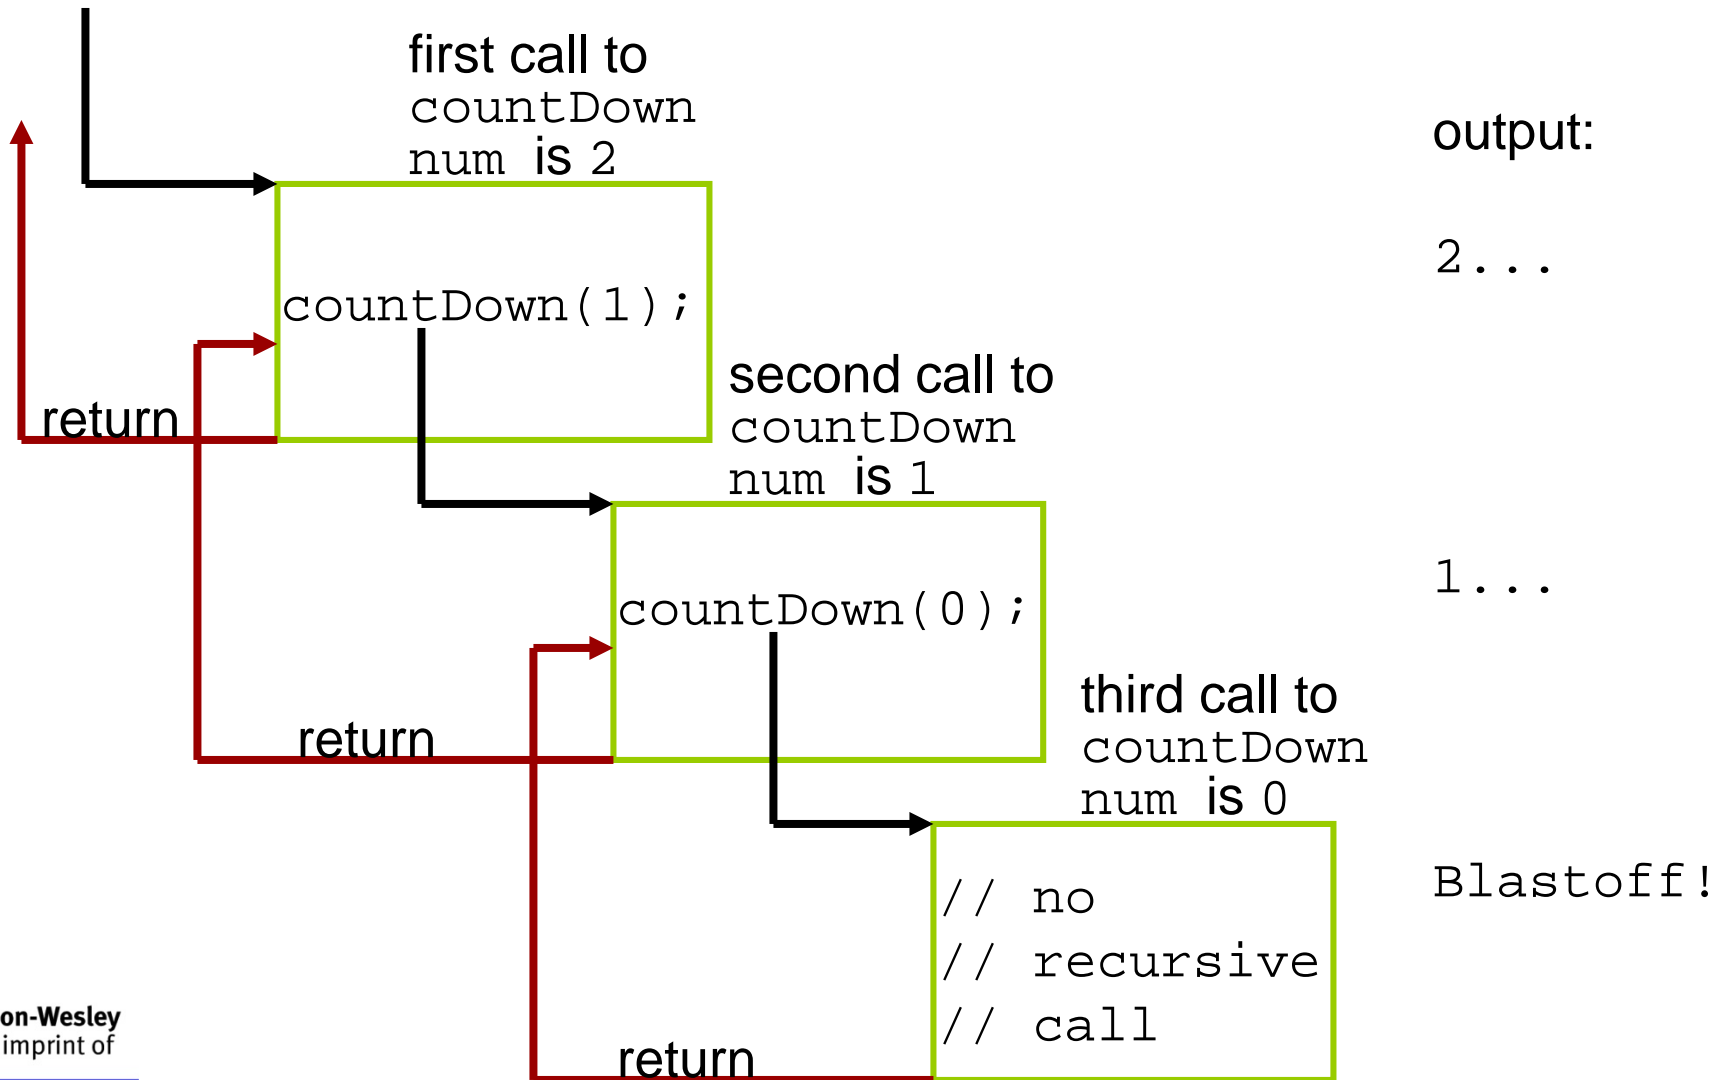 first call to
countDown
num is 2
output:
2...
countDown(1);
return
second call to
countDown
num is 1
1...
countDown(0);
return
third call to
countDown
num is 0
Blastoff!
// no
// recursive
// call
return
on-Wesley
imprint of